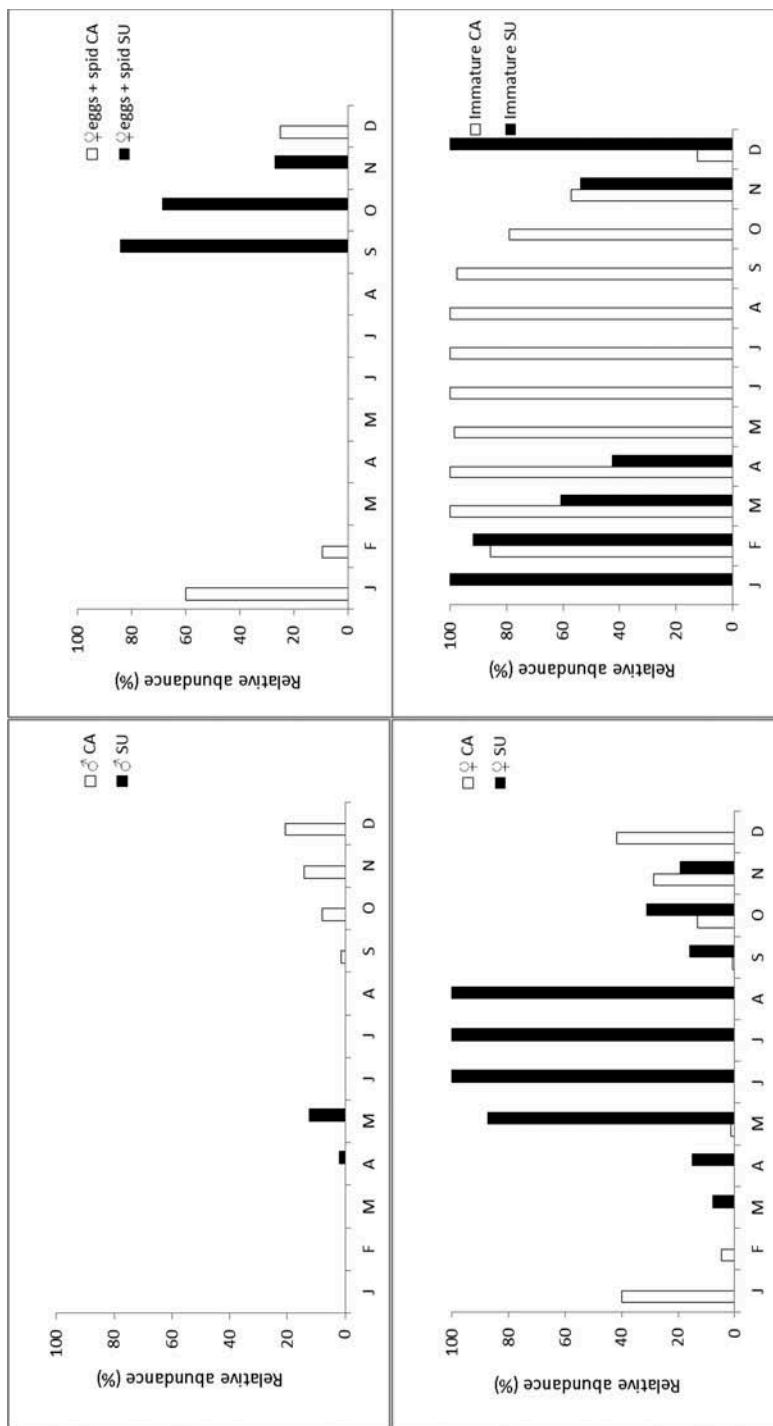 Relative abundance (%)
100
80
60
40
20
0
J F M A M J J A S O N D
♂ CA
♂ SU
Relative abundance (%)
100
80
60
40
20
0
J F M A M J J A S O N D
♀eggs + spid CA
♀eggs + spid SU
Relative abundance (%)
100
80
60
40
20
0
J F M A M J J A S O N D
♀ CA
♀ SU
Relative abundance (%)
100
80
60
40
20
0
J F M A M J J A S O N D
Immature CA
Immature SU